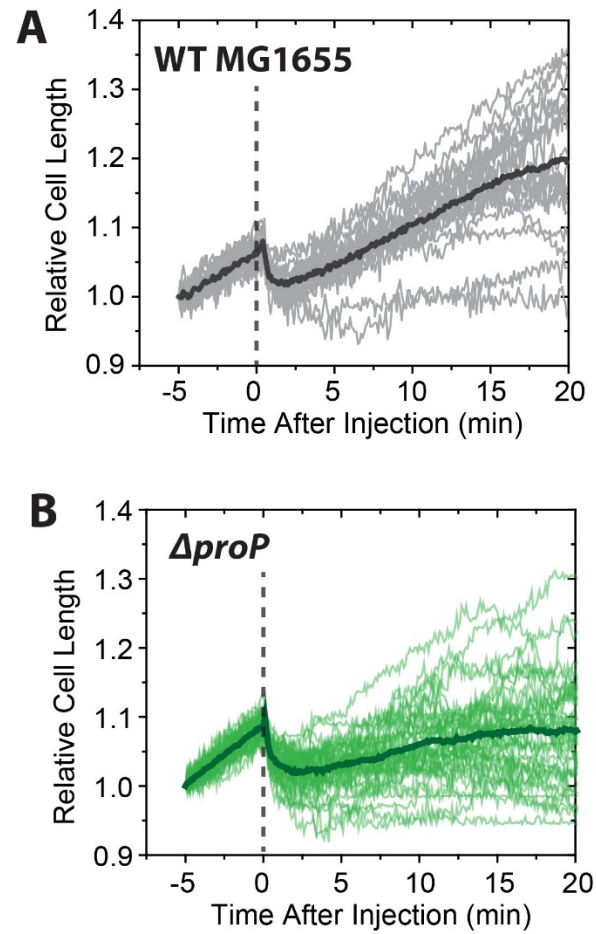 A
WT MG1655
1.4
1.3
1.2
1.1
1.0
0.9
Relative Cell Length
-5 0 5 10 15 20
Time After Injection (min)
B
ΔproP
1.4
1.3
1.2
1.1
1.0
0.9
Relative Cell Length
-5 0 5 10 15 20
Time After Injection (min)